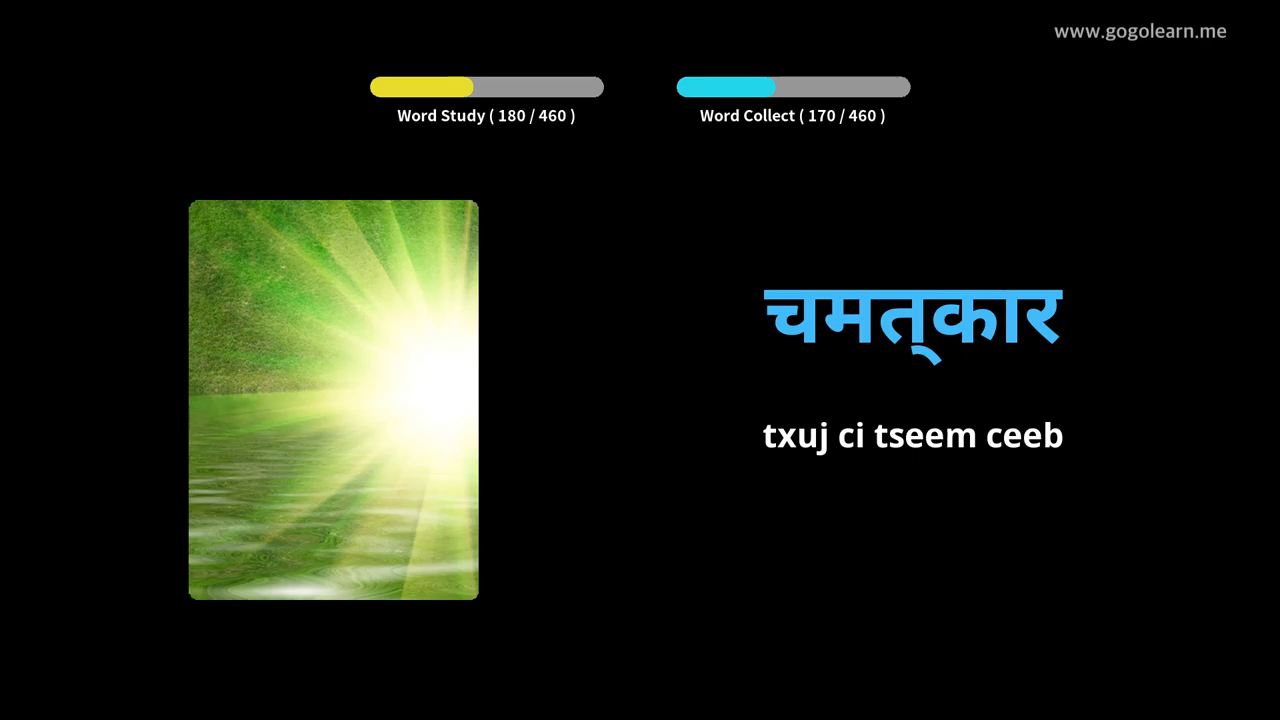 www.gogolearn.me
Word Study ( 180 / 460 )
Word Collect ( 170 / 460 )
चमत्कार
txuj ci tseem ceeb